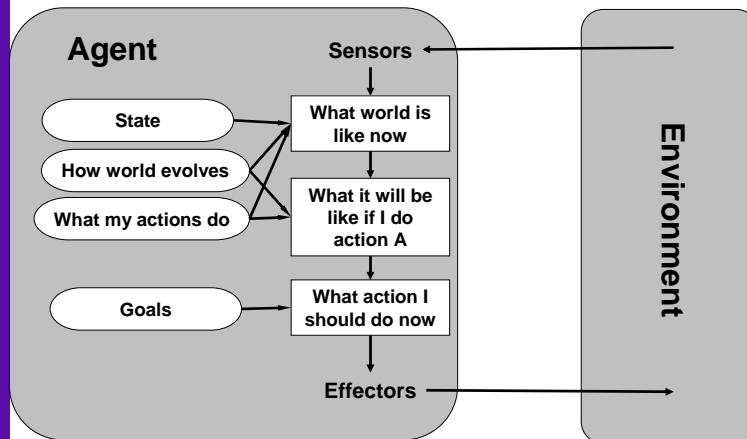 Agent
Sensors
State
What world is
like now
How world evolves
What my actions do
What it will be
like if I do
action A
Goals
What action I
should do now
Effectors
Environment